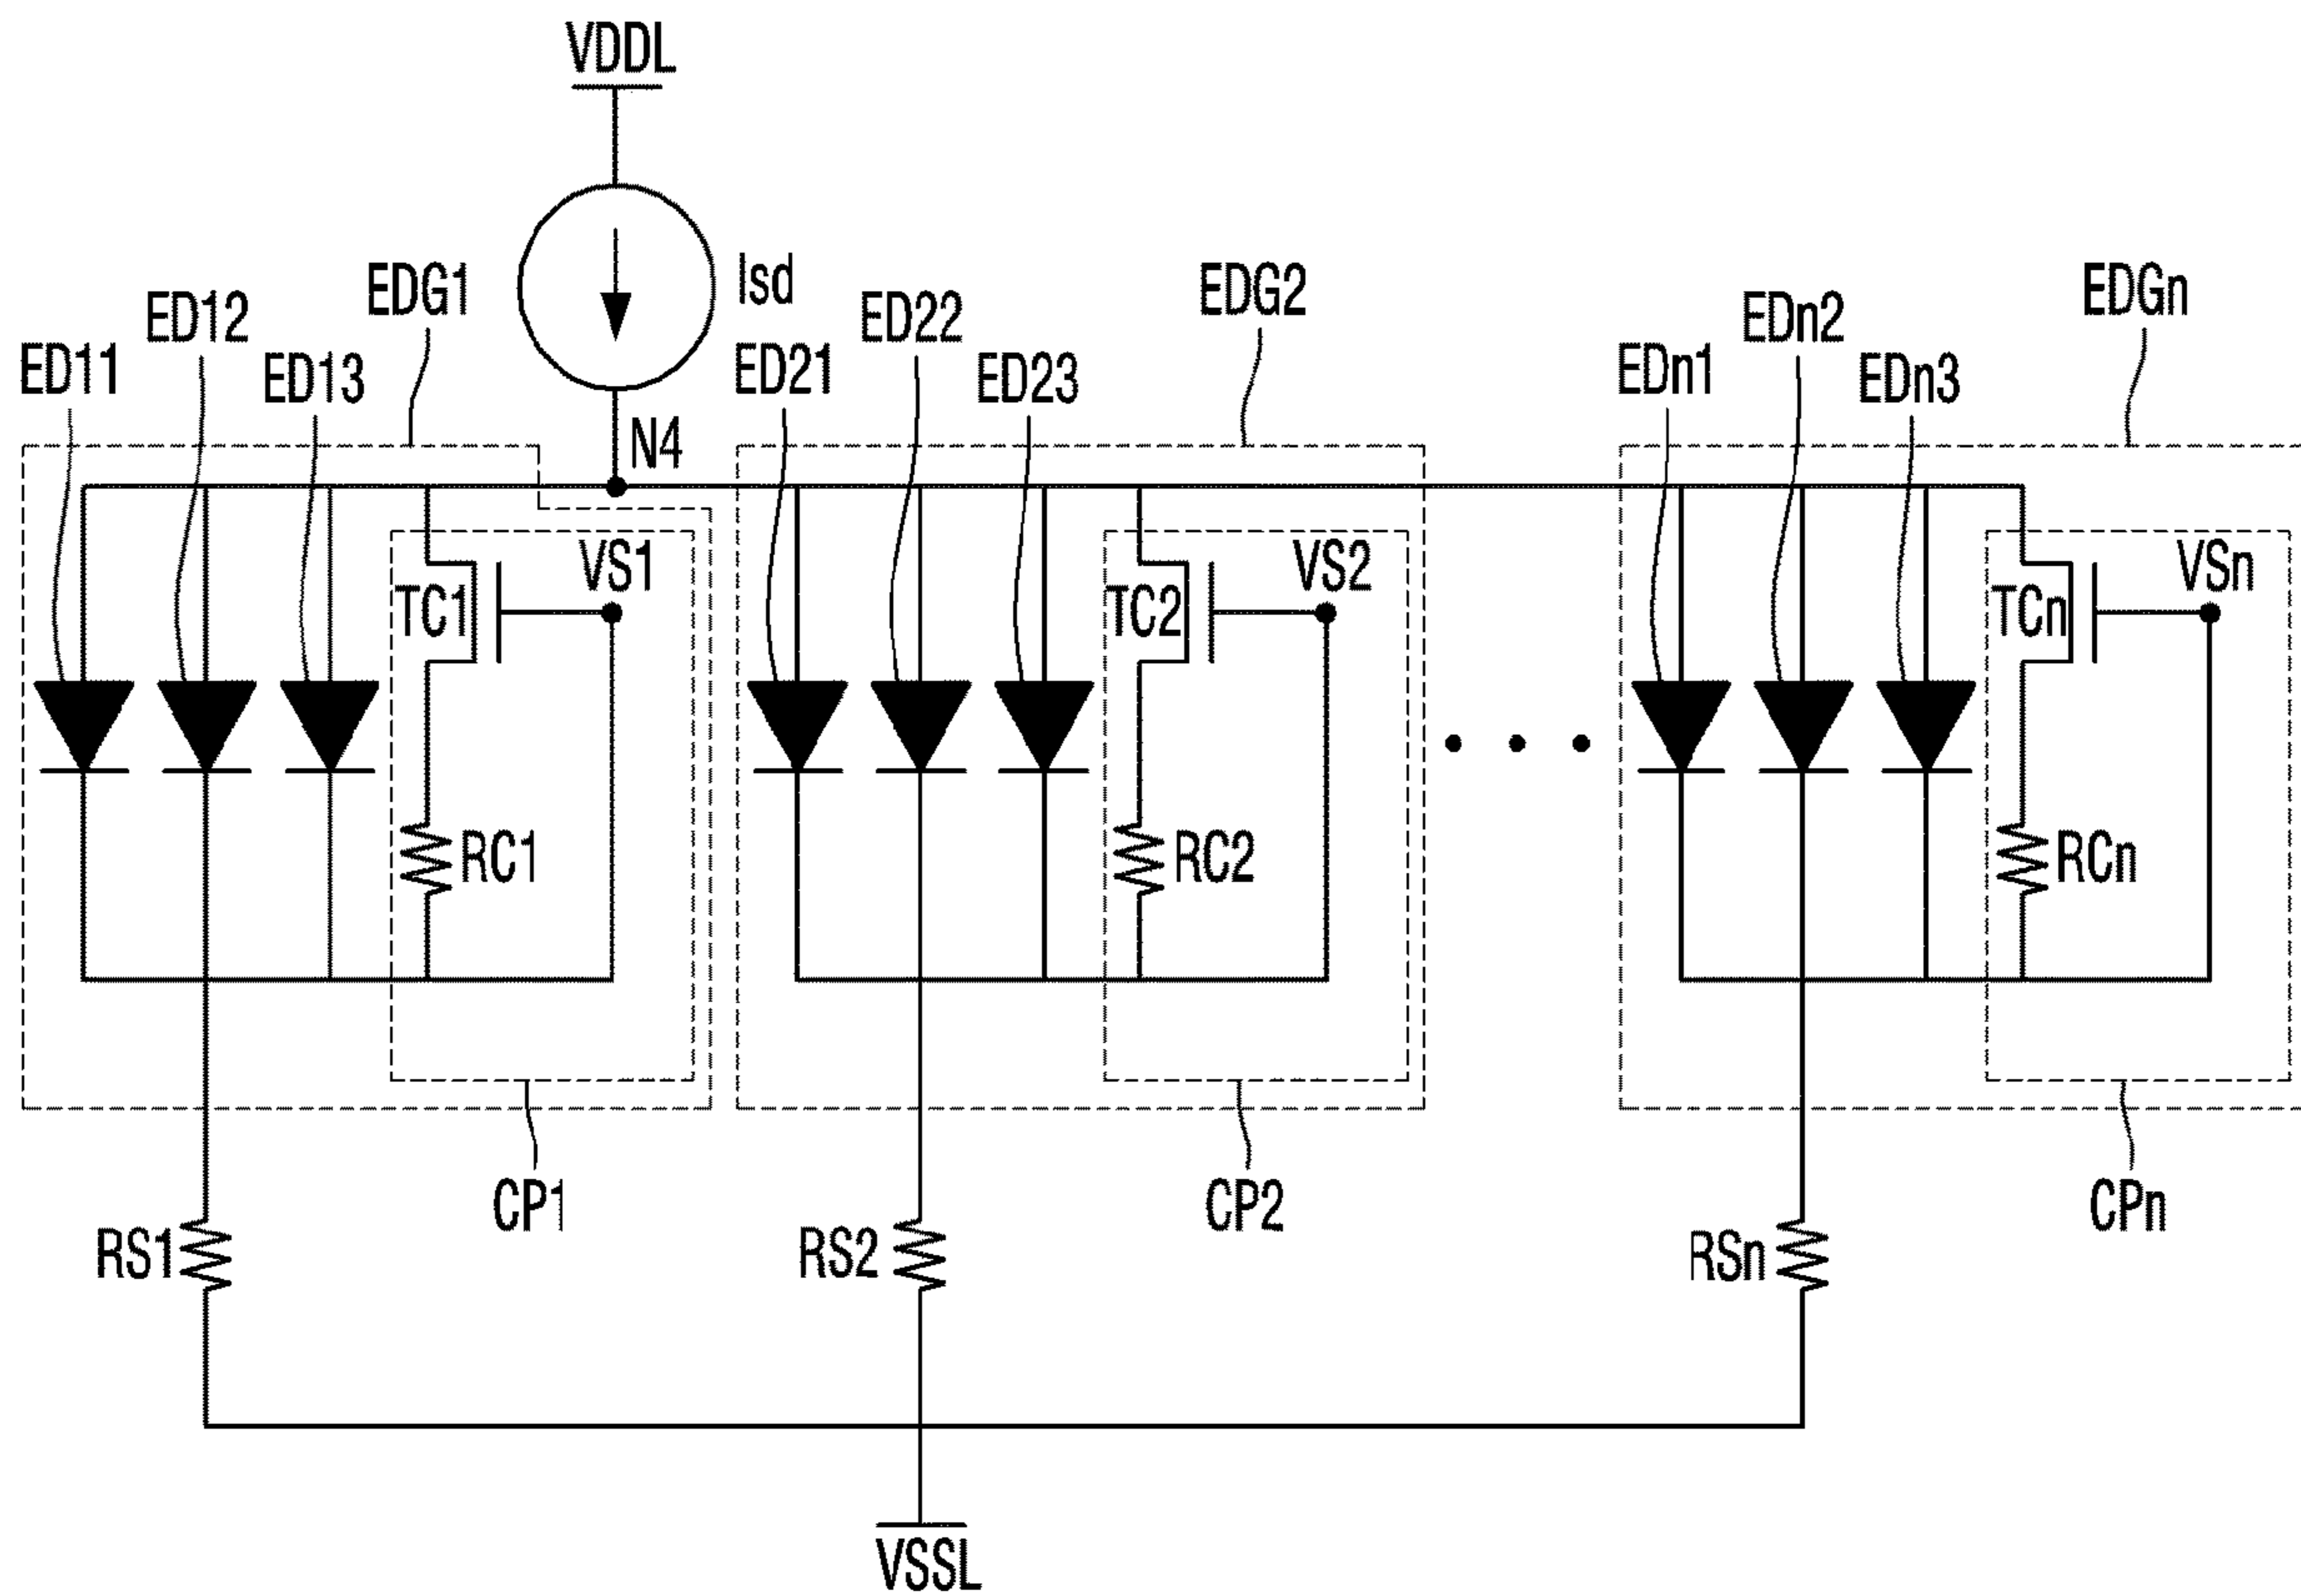 VDDL
Isd
EDG1
EDG2
EDGn
ED12
ED22
EDn2
ED11
ED13
ED21
ED23
EDn1
EDn3
N4
VS1
VS2
VSn
TC1
TC2
TCn
RC1
RC2
RCn
CP1
CP2
CPn
RS1
RS2
RSn
VSSL